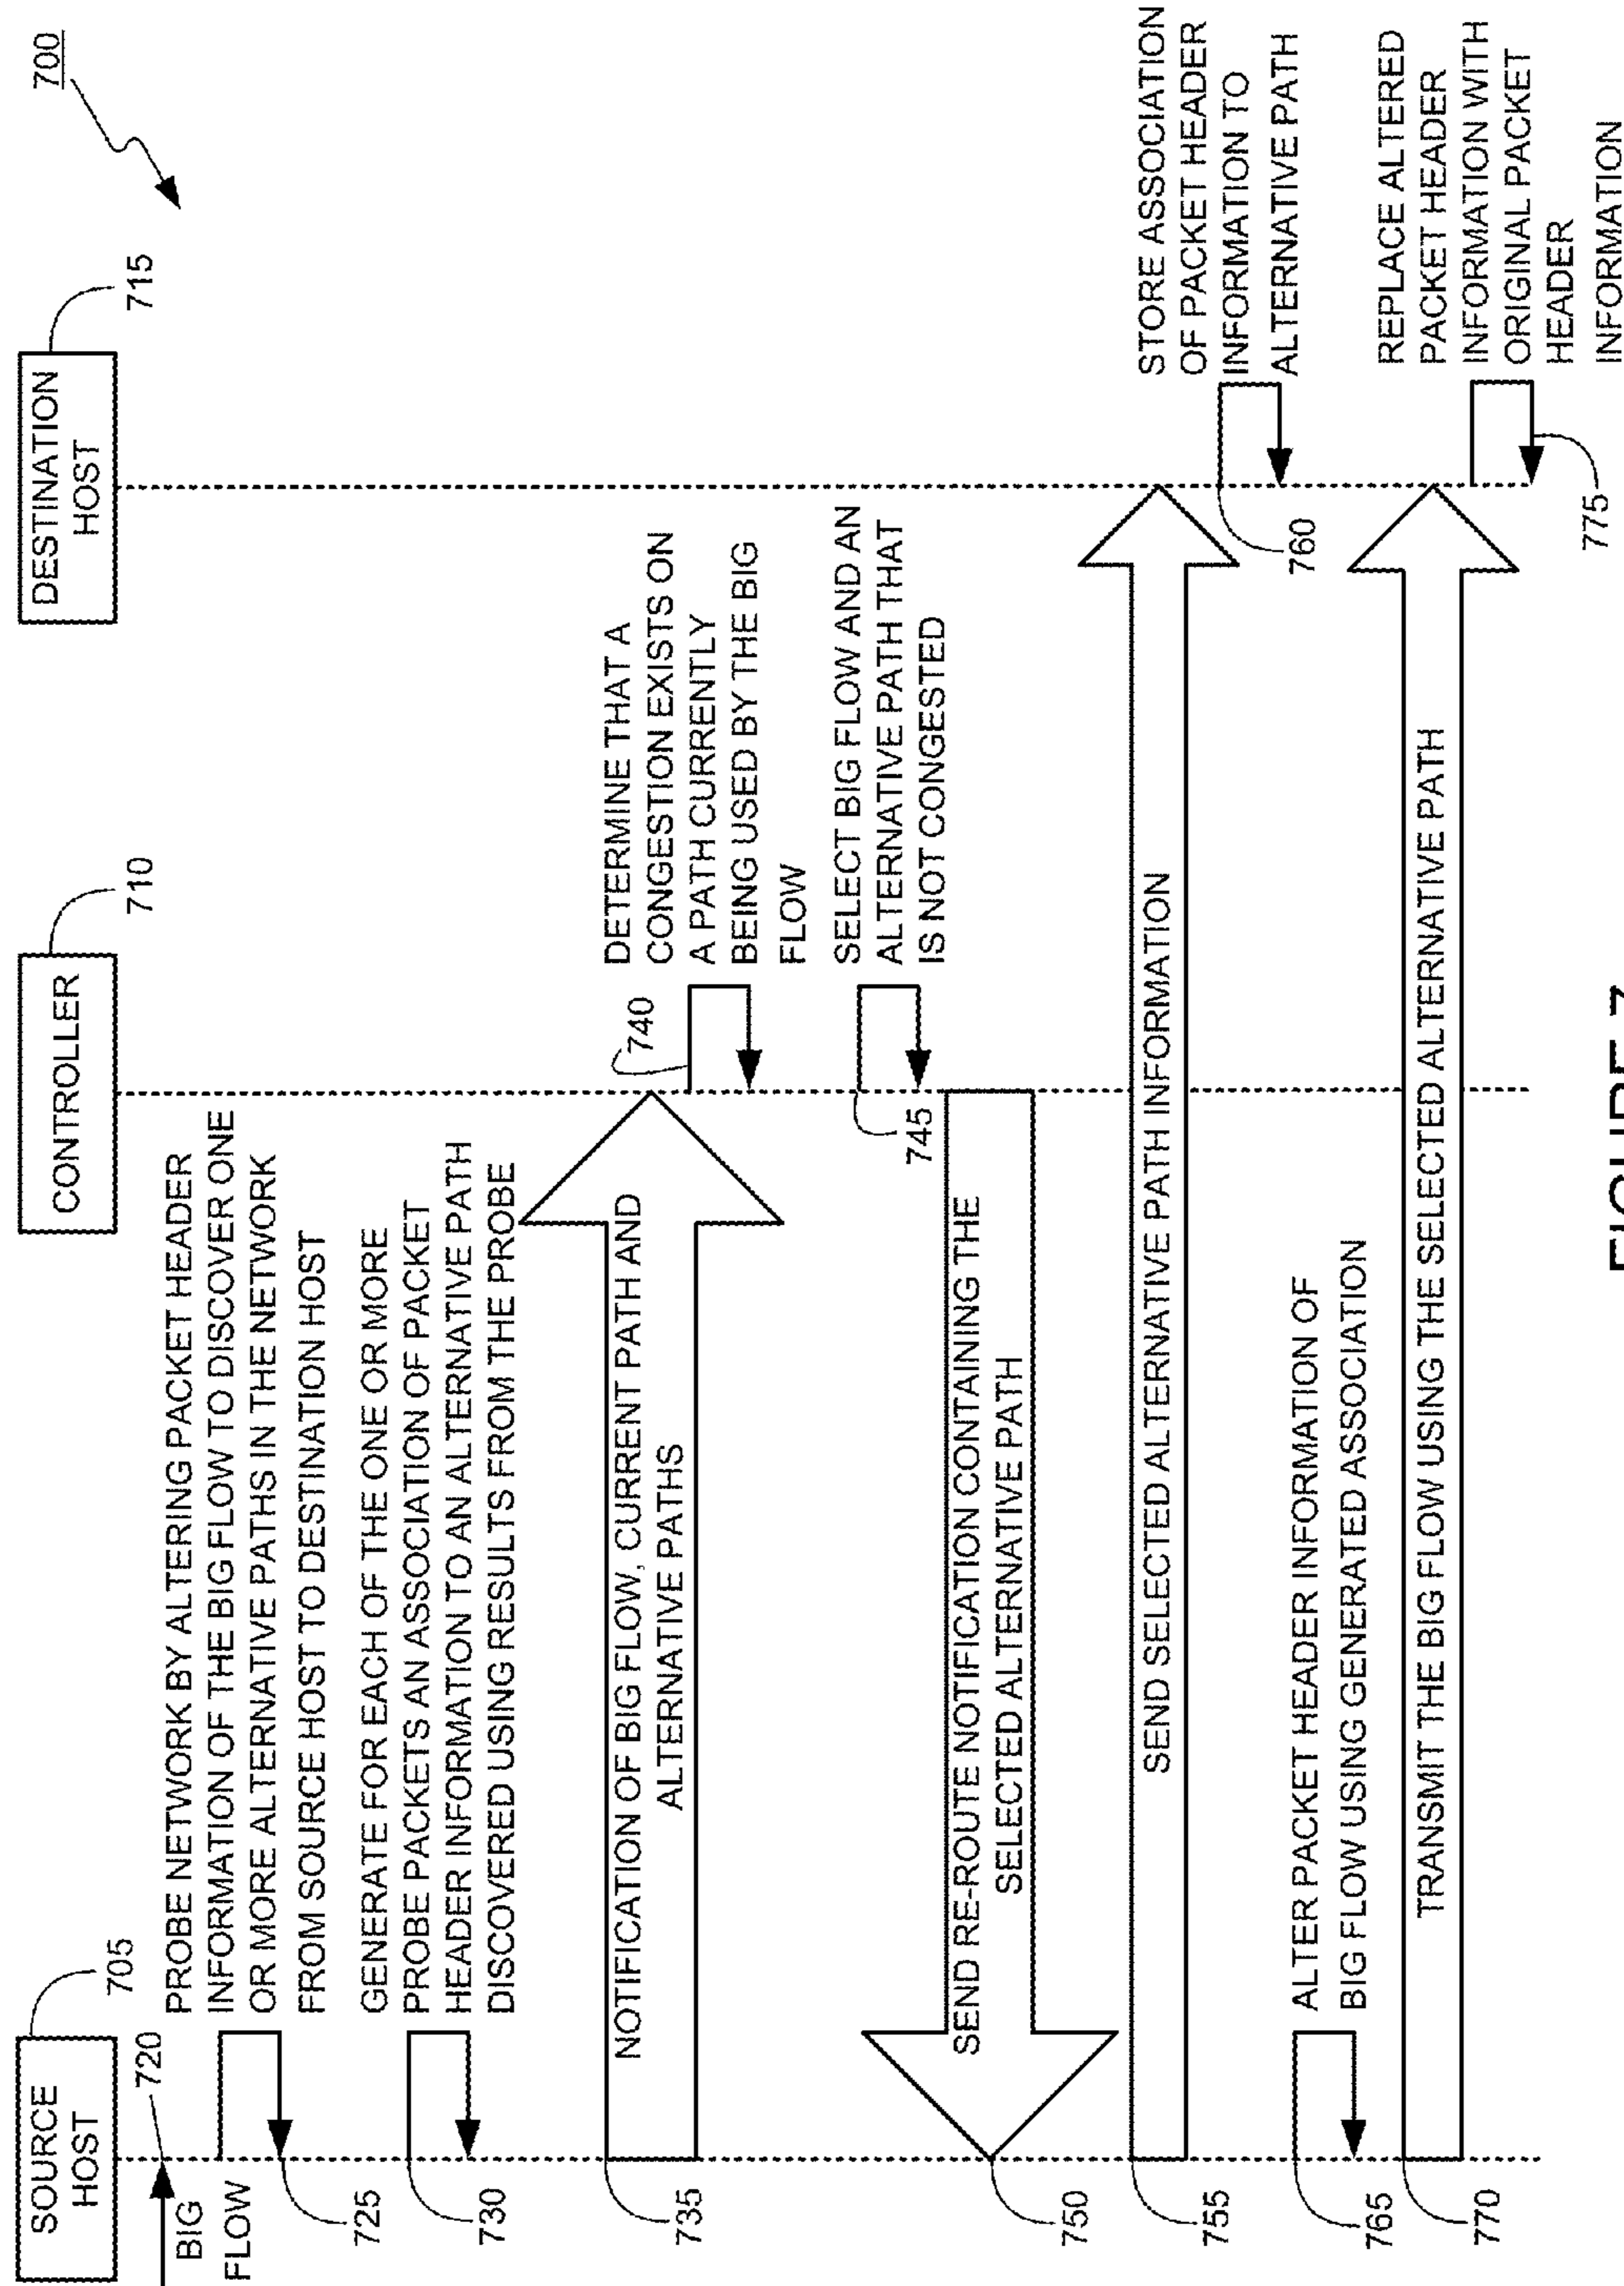 700
SOURCE
HOST
705
CONTROLLER
710
DESTINATION
HOST
715
720
BIG
FLOW
PROBE NETWORK BY ALTERING PACKET HEADER
INFORMATION OF THE BIG FLOW TO DISCOVER ONE
OR MORE ALTERNATIVE PATHS IN THE NETWORK
FROM SOURCE HOST TO DESTINATION HOST
725
GENERATE FOR EACH OF THE ONE OR MORE
PROBE PACKETS AN ASSOCIATION OF PACKET
HEADER INFORMATION TO AN ALTERNATIVE PATH
DISCOVERED USING RESULTS FROM THE PROBE
730
NOTIFICATION OF BIG FLOW, CURRENT PATH AND
ALTERNATIVE PATHS
735
740
DETERMINE THAT A
CONGESTION EXISTS ON
A PATH CURRENTLY
BEING USED BY THE BIG
FLOW
745
SELECT BIG FLOW AND AN
ALTERNATIVE PATH THAT
IS NOT CONGESTED
SEND RE-ROUTE NOTIFICATION CONTAINING THE
SELECTED ALTERNATIVE PATH
750
SEND SELECTED ALTERNATIVE PATH INFORMATION
755
STORE ASSOCIATION
OF PACKET HEADER
INFORMATION TO
ALTERNATIVE PATH
760
ALTER PACKET HEADER INFORMATION OF
BIG FLOW USING GENERATED ASSOCIATION
765
TRANSMIT THE BIG FLOW USING THE SELECTED ALTERNATIVE PATH
770
REPLACE ALTERED
PACKET HEADER
INFORMATION WITH
ORIGINAL PACKET
HEADER
INFORMATION
775
FIGURE 7